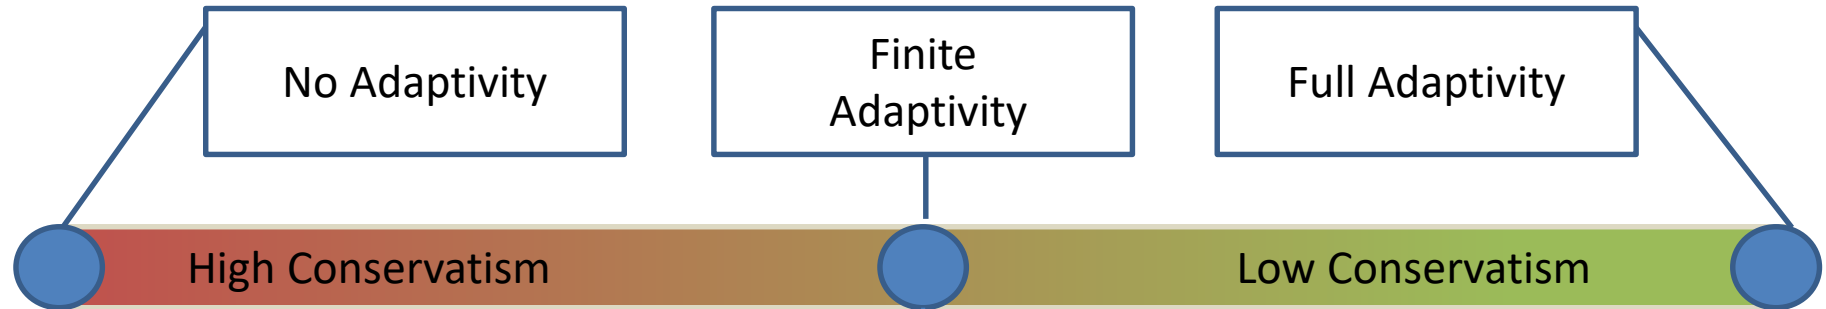 No Adaptivity
Finite
Adaptivity
Full Adaptivity
High Conservatism
Low Conservatism